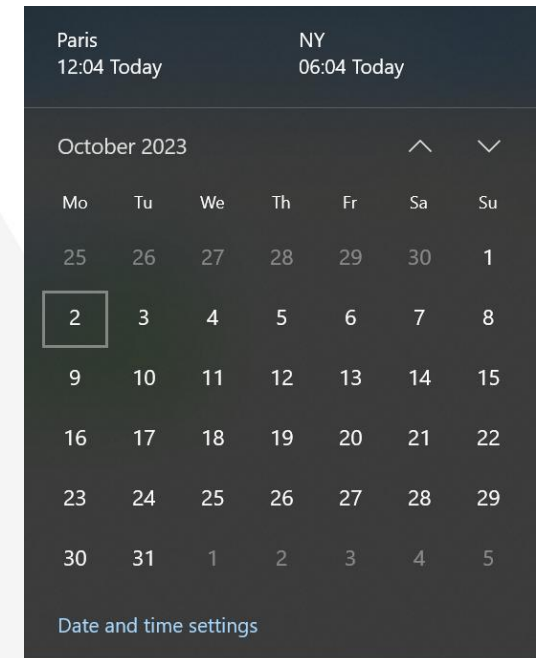 Paris NY
12:04 Today 06:04 Today
October 2023
Mo Tu We Th Fr Sa Su
25 26 27 28 29 30 1
2 3 4 5 6 7 8
9 10 11 12 13 14 15
16 17 18 19 20 21 22
23 24 25 26 27 28 29
30 31 1 2 3 4 5
Date and time settings